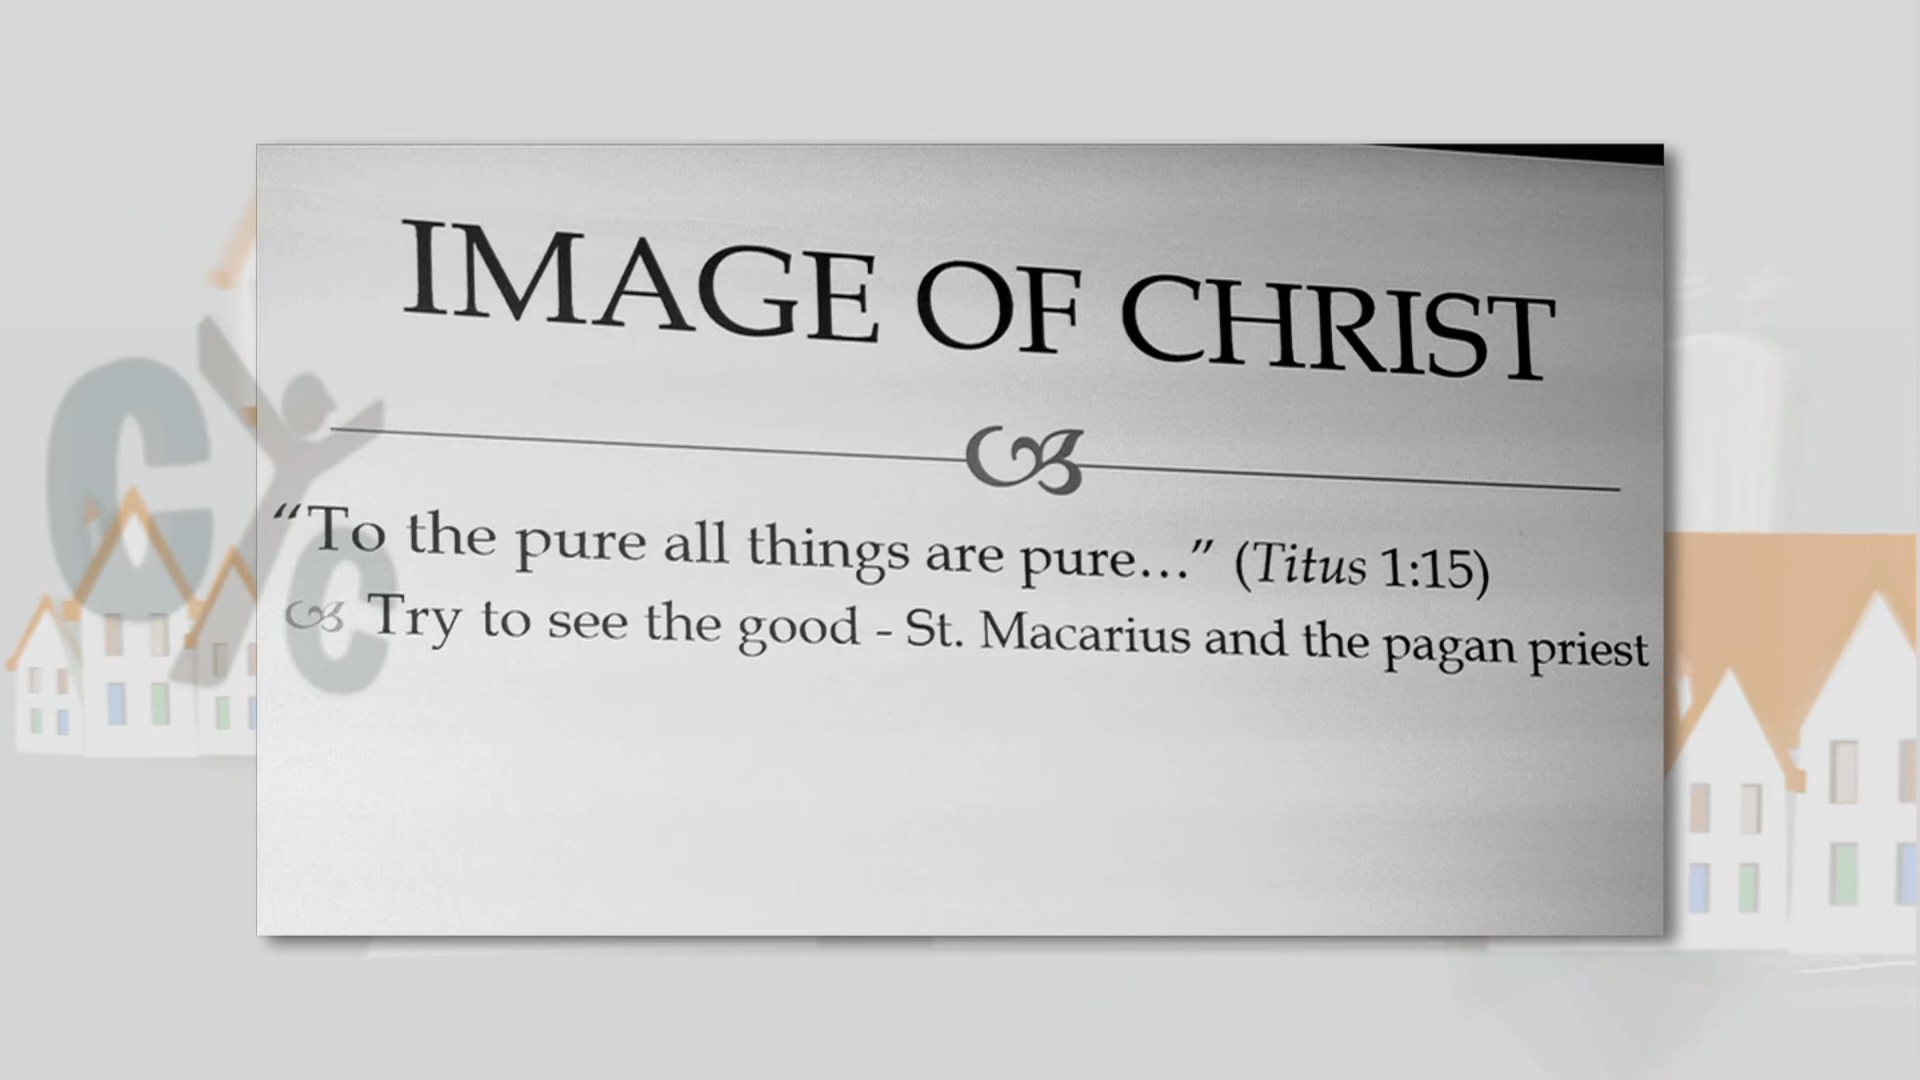 IMAGE OF CHRIST
“To the pure all things are pure…” (Titus 1:15)
Try to see the good - St. Macarius and the pagan priest
CYC